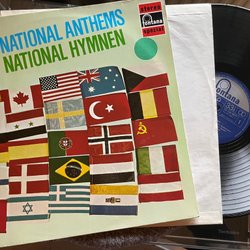 NATIONAL ANTHEMS
NATIONAL HYMNEN
stereo
fontana
special
fontana